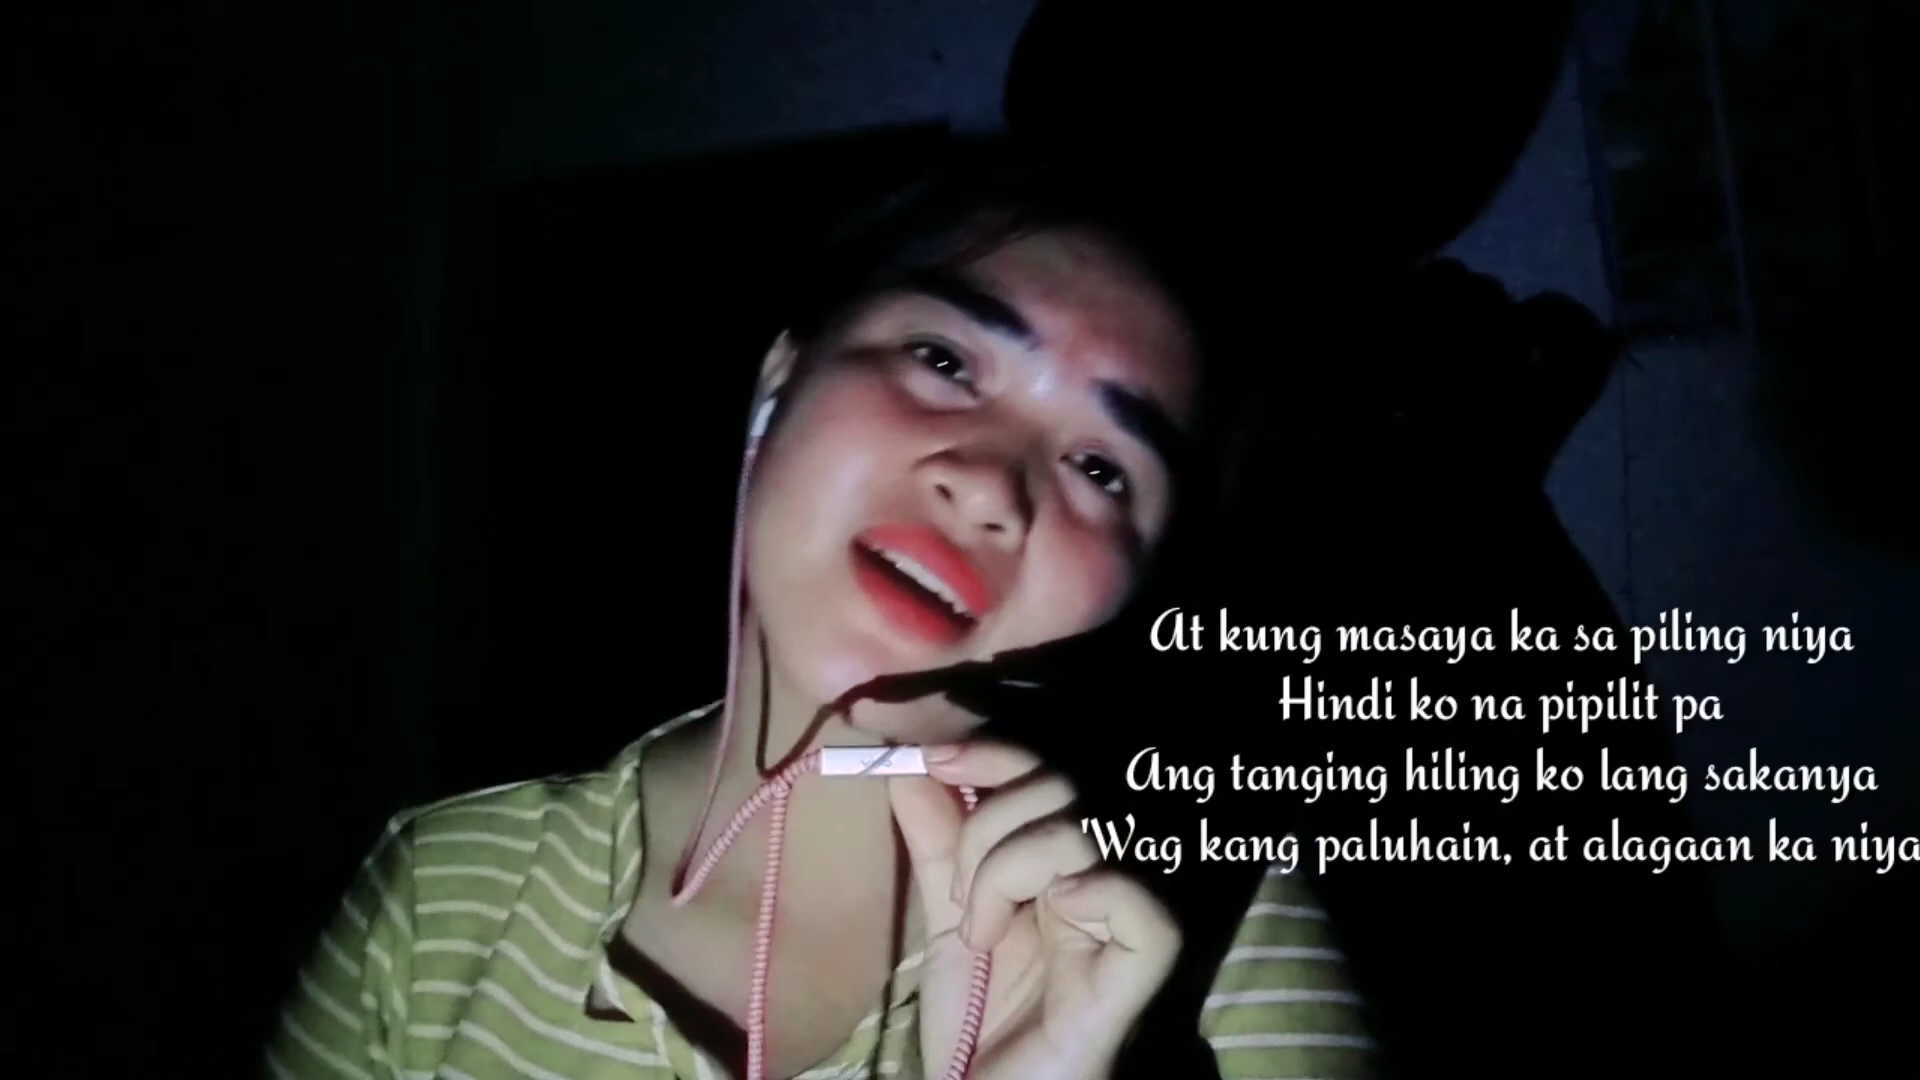 At kung masaya ka sa piling niya
Hindi ko na pipilit pa
Ang tanging hiling ko lang sakanya
'Wag kang paluhain, at alagaan ka niya